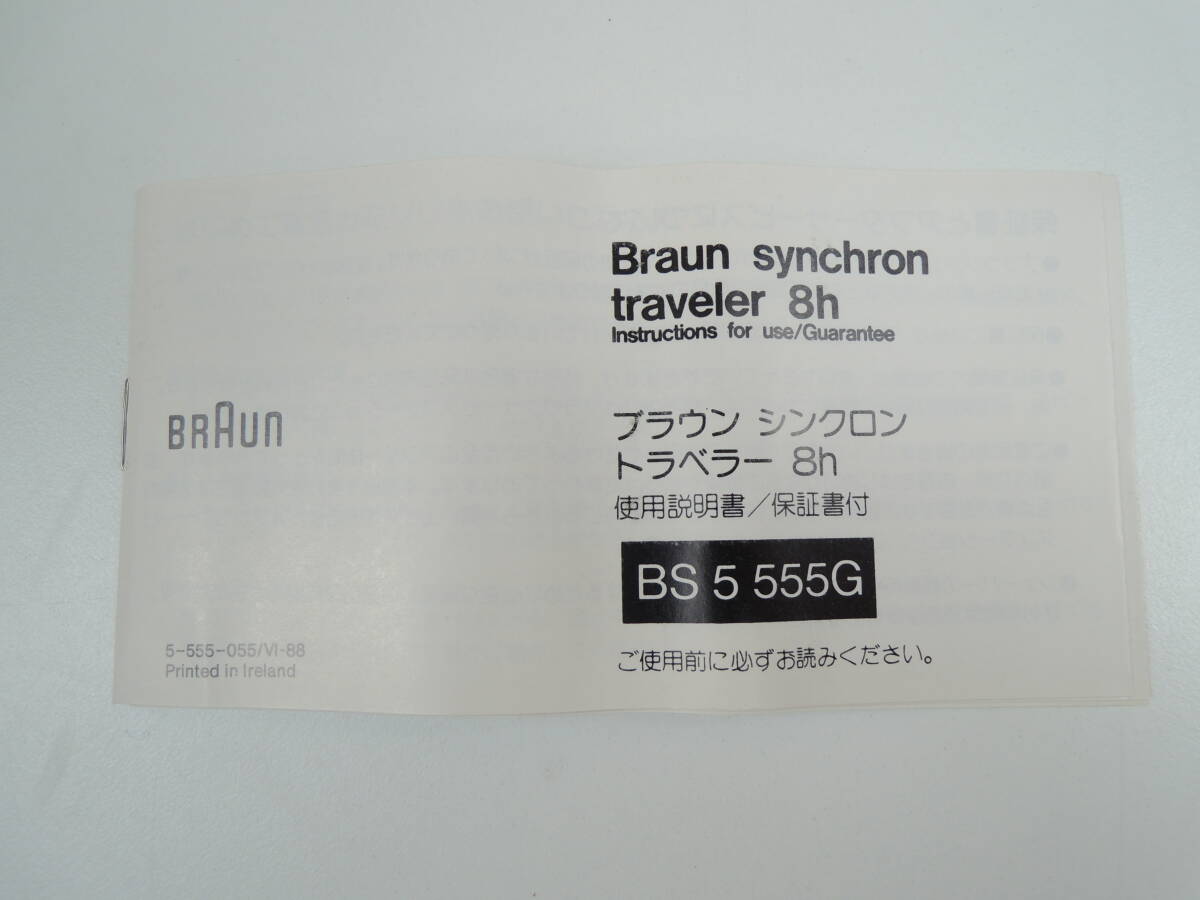 Braun synchron
traveler 8h
Instructions for use/Guarantee
ブラウン シンクロン
トラベラー 8h
使用説明書/保証書付
BS 5 555G
ご使用前に必ずお読みください。
BRAUN
5-555-055/VI-88
Printed in Ireland